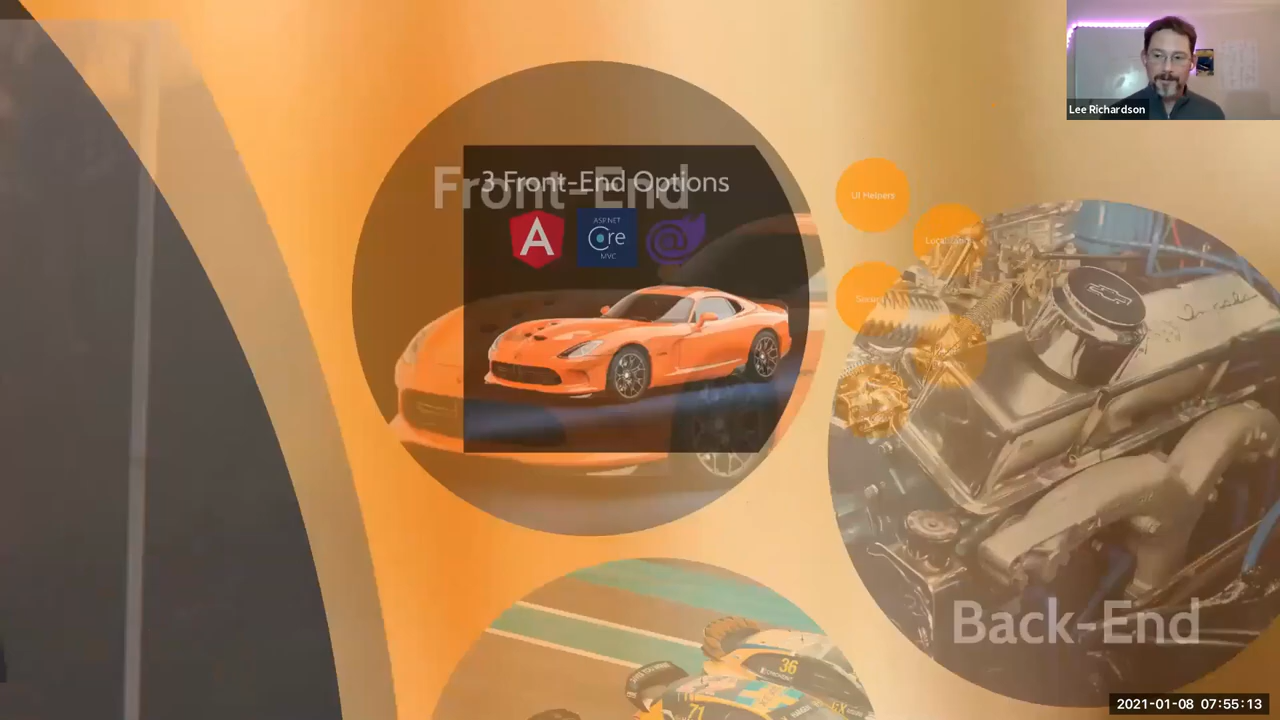 Lee Richardson
Front-End
3 Front-End Options
ASP.NET
Core
MVC
UI Helpers
36
Back-End
2021-01-08 07:55:13